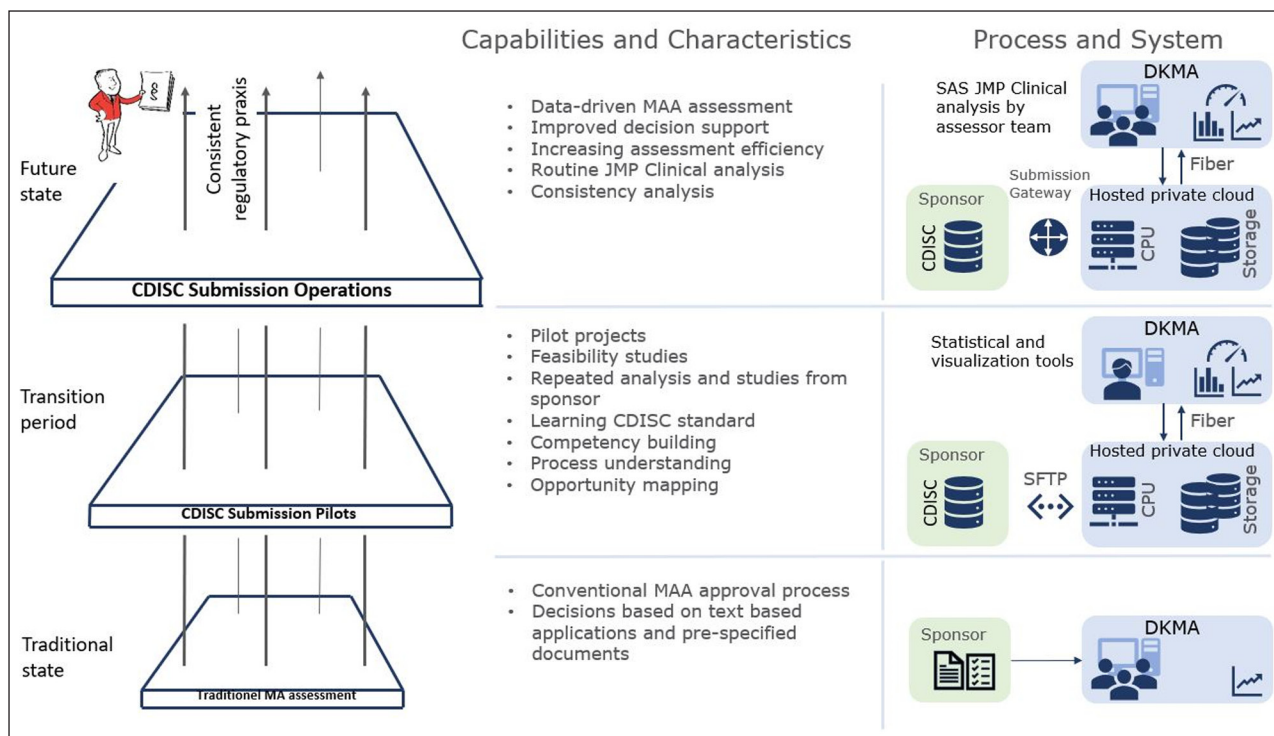 Capabilities and Characteristics
Process and System
Future
state
Consistent
regulatory praxis
CDISC Submission Operations
• Data-driven MAA assessment
• Improved decision support
• Increasing assessment efficiency
• Routine JMP Clinical analysis
• Consistency analysis
SAS JMP Clinical
analysis by
assessor team
DKMA
Fiber
Submission
Gateway
Sponsor
CDISC
Hosted private cloud
CPU
Storage
Transition
period
CDISC Submission Pilots
• Pilot projects
• Feasibility studies
• Repeated analysis and studies from
sponsor
• Learning CDISC standard
• Competency building
• Process understanding
• Opportunity mapping
Statistical and
visualization tools
DKMA
Fiber
Sponsor
CDISC
SFTP
Hosted private cloud
CPU
Storage
Traditional
state
Traditionel MA assessment
• Conventional MAA approval process
• Decisions based on text based
applications and pre-specified
documents
Sponsor
DKMA